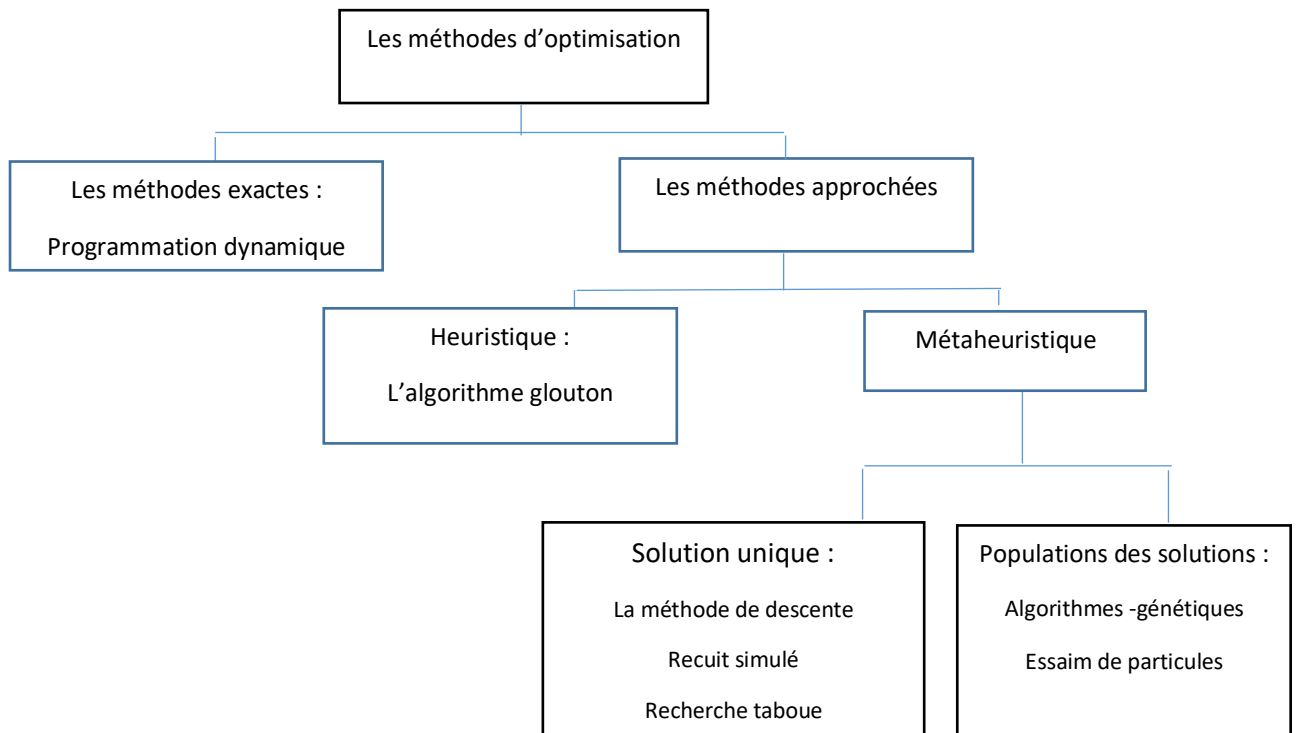 Les méthodes d’optimisation
Les méthodes exactes :
Programmation dynamique
Les méthodes approchées
Heuristique :
L’algorithme glouton
Métaheuristique
Solution unique :
La méthode de descente
Recuit simulé
Recherche taboue
Populations des solutions :
Algorithmes -génétiques
Essaim de particules